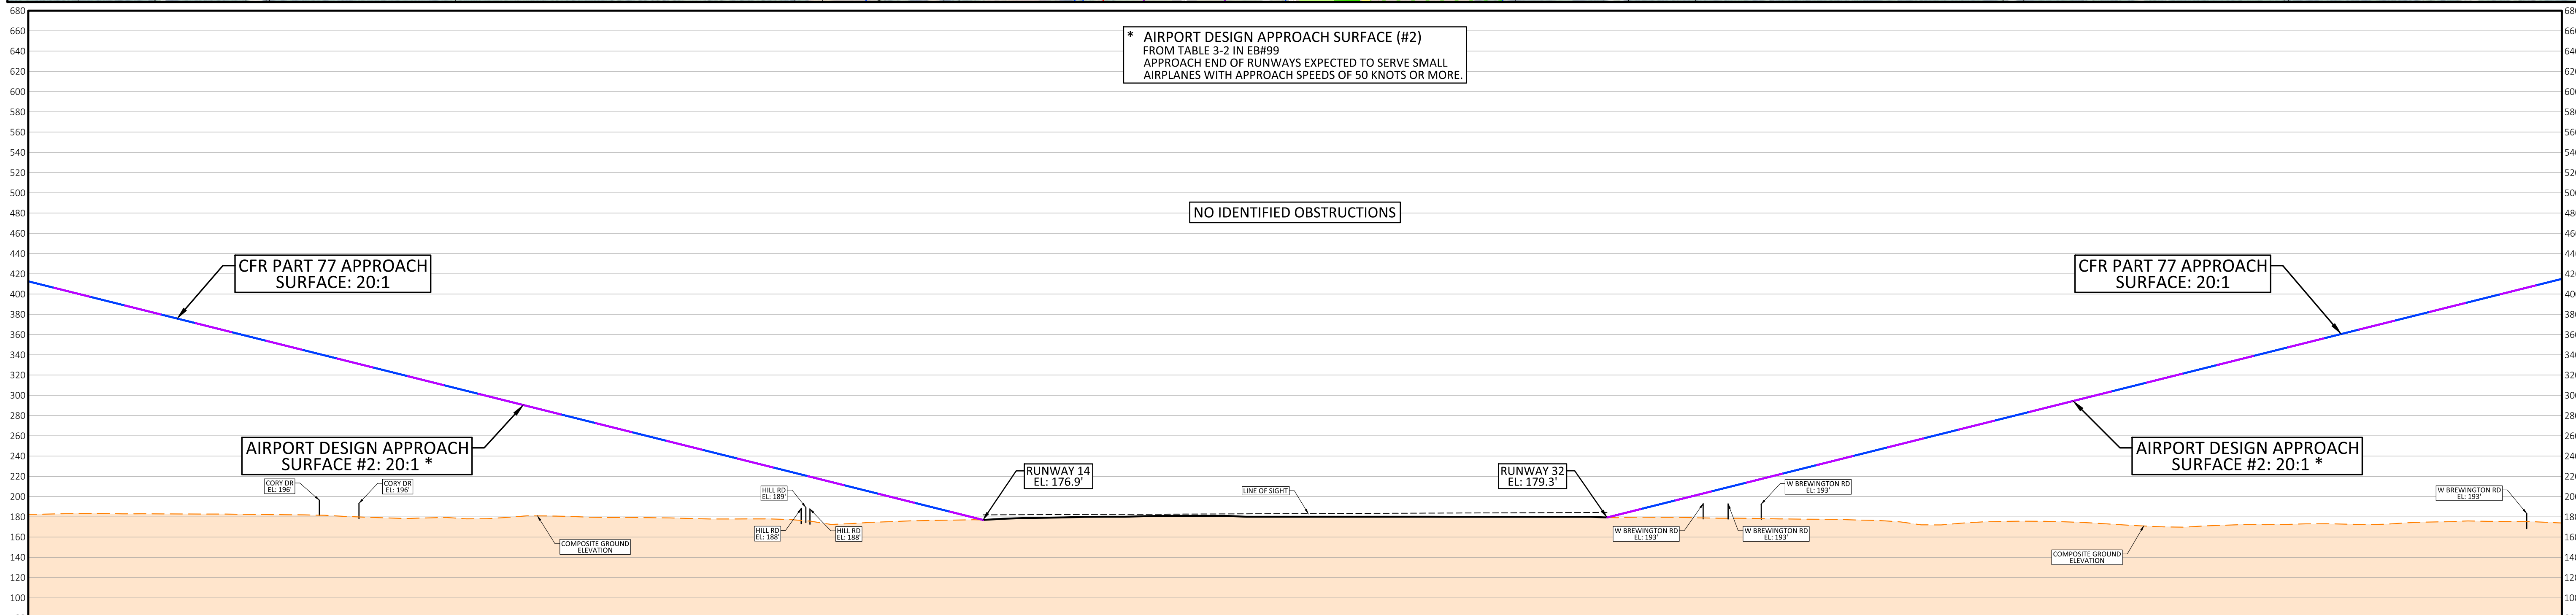 680
660
640
620
600
580
560
540
520
500
480
460
440
420
400
380
360
340
320
300
280
260
240
220
200
180
160
140
120
100
* AIRPORT DESIGN APPROACH SURFACE (#2)
FROM TABLE 3-2 IN EB#99
APPROACH END OF RUNWAYS EXPECTED TO SERVE SMALL
AIRPLANES WITH APPROACH SPEEDS OF 50 KNOTS OR MORE.
NO IDENTIFIED OBSTRUCTIONS
CFR PART 77 APPROACH
SURFACE: 20:1
CFR PART 77 APPROACH
SURFACE: 20:1
AIRPORT DESIGN APPROACH
SURFACE #2: 20:1 *
AIRPORT DESIGN APPROACH
SURFACE #2: 20:1 *
RUNWAY 14
EL: 176.9'
RUNWAY 32
EL: 179.3'
CORY DR
EL: 196'
CORY DR
EL: 196'
HILL RD
EL: 189'
LINE OF SIGHT
W BREWINGTON RD
EL: 193'
W BREWINGTON RD
EL: 193'
HILL RD
EL: 188'
HILL RD
EL: 188'
W BREWINGTON RD
EL: 193'
W BREWINGTON RD
EL: 193'
COMPOSITE GROUND
ELEVATION
COMPOSITE GROUND
ELEVATION